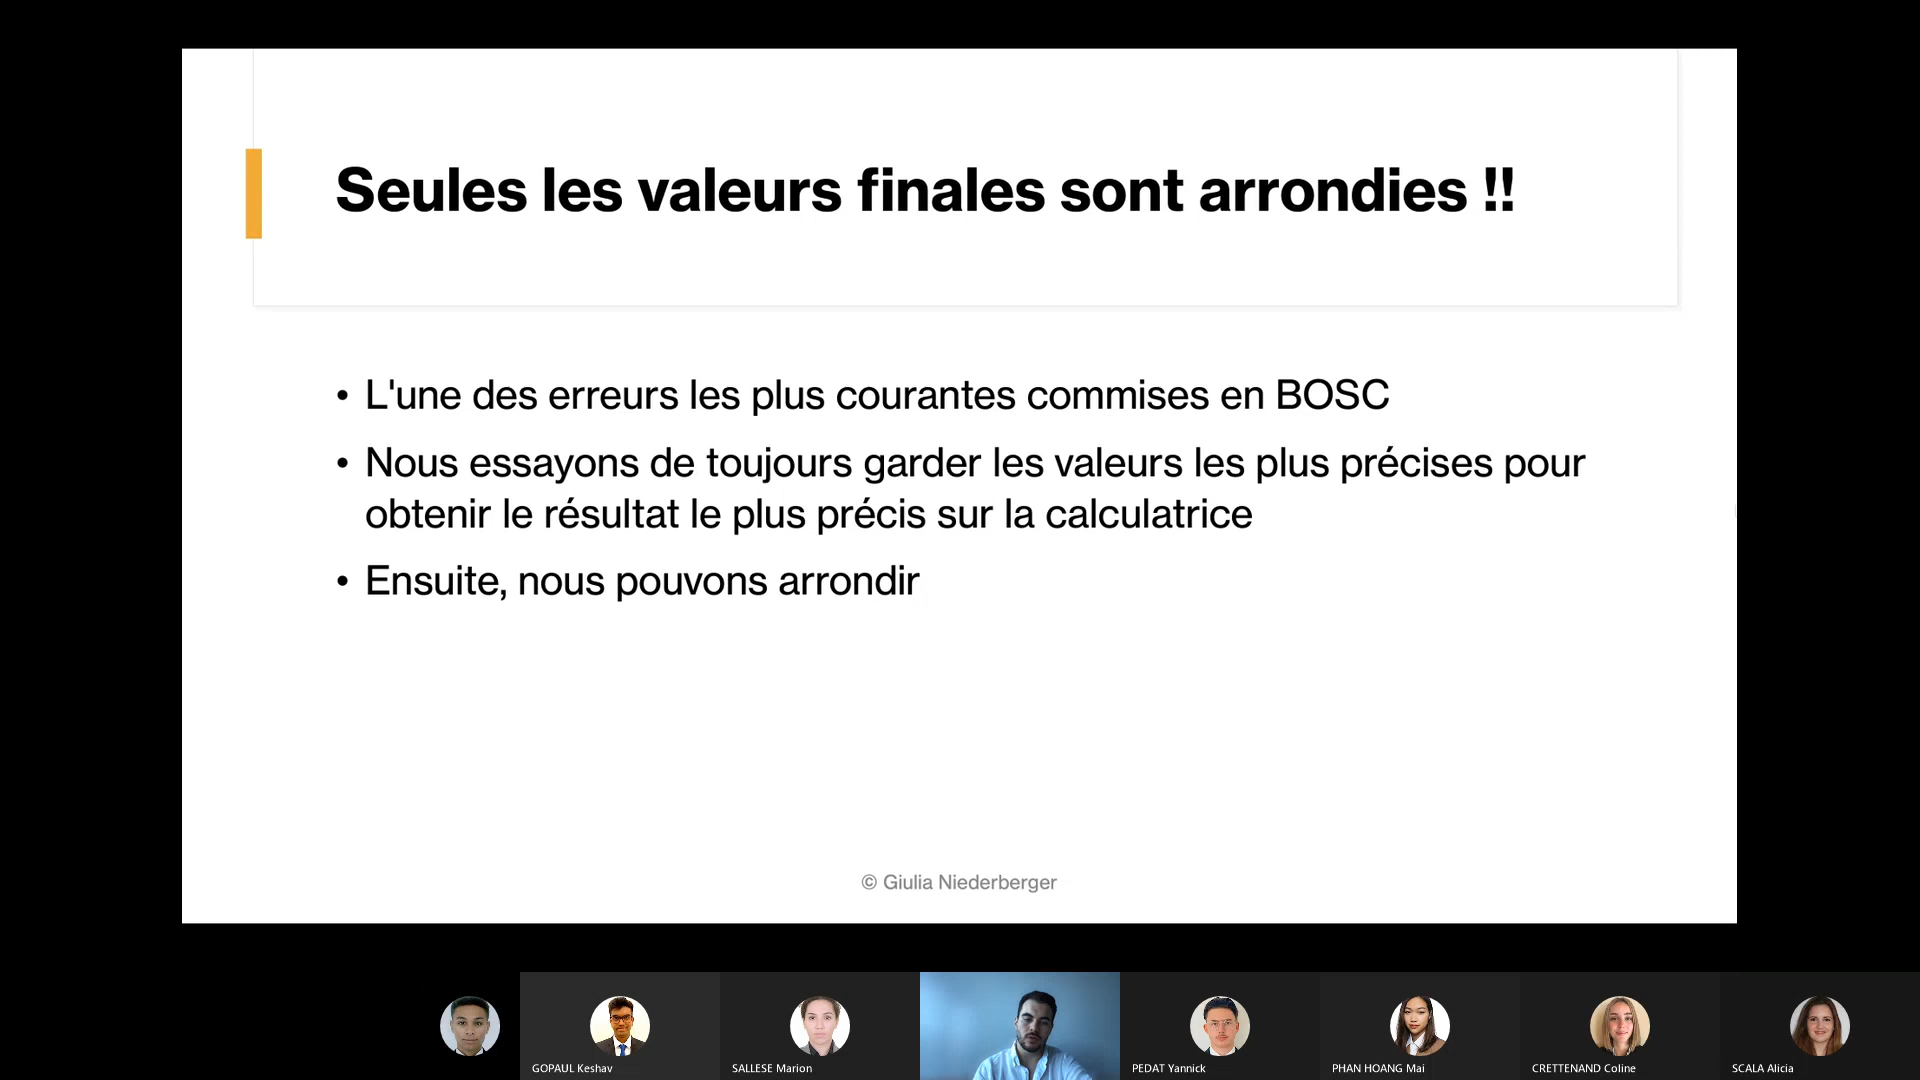 Seules les valeurs finales sont arrondies !!
• L'une des erreurs les plus courantes commises en BOSC
• Nous essayons de toujours garder les valeurs les plus précises pour
obtenir le résultat le plus précis sur la calculatrice
• Ensuite, nous pouvons arrondir
© Giulia Niederberger
GOPAUL Keshav
SALLESE Marion
PEDAT Yannick
PHAN HOANG Mai
CRETTENAND Coline
SCALA Alicia